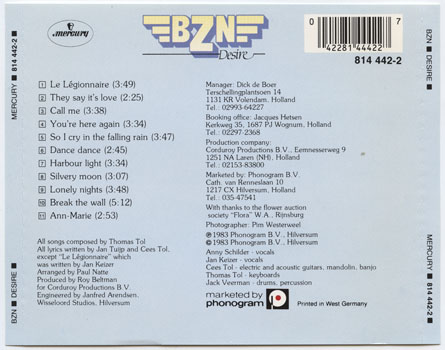 mercury
BZN
Desire
0 42281 44422 7
814 442-2
MERCURY ■ 814 442-2 ■
BZN ■ DESIRE ■
1 Le Légionnaire (3:49)
2 They say it's love (2:25)
3 Call me (3:38)
4 You're here again (3:34)
5 So I cry in the falling rain (3:47)
6 Dance dance (2:45)
7 Harbour light (3:34)
8 Silvery moon (3:07)
9 Lonely nights (3:48)
10 Break the wall (5:12)
11 Ann-Marie (2:53)
All songs composed by Thomas Tol
All lyrics written by Jan Tuijp and Cees Tol,
except "Le Légionnaire" which
was written by Jan Keizer
Arranged by Paul Natte
Produced by Roy Beltman
for Corduroy Productions B.V.
Engineered by Janfred Arendsen.
Wisseloord Studios, Hilversum
Manager: Dick de Boer
Terschellingplantsoen 14
1131 KR Volendam, Holland
Tel.: 02993-64227
Booking office: Jacques Hetsen
Kerkweg 35, 1687 PJ Wognum, Holland
Tel.: 02297-2368
Production company:
Corduroy Productions B.V., Eemnesserweg 9
1251 NA Laren (NH), Holland
Tel.: 02153-83800
Marketed by: Phonogram B.V.
Cath. van Renneslaan 10
1217 CX Hilversum, Holland
Tel.: 035-47541
With thanks to the flower auction
society "Flora" W.A., Rijnsburg
Photographer: Pim Westerweel
℗ 1983 Phonogram B.V., Hilversum
© 1983 Phonogram B.V., Hilversum
Anny Schilder - vocals
Jan Keizer - vocals
Cees Tol - electric and acoustic guitars, mandolin, banjo
Thomas Tol - keyboards
Jack Veerman - drums, percussion
marketed by
phonogram
Printed in West Germany
BZN ■ DESIRE ■
MERCURY ■ 814 442-2 ■